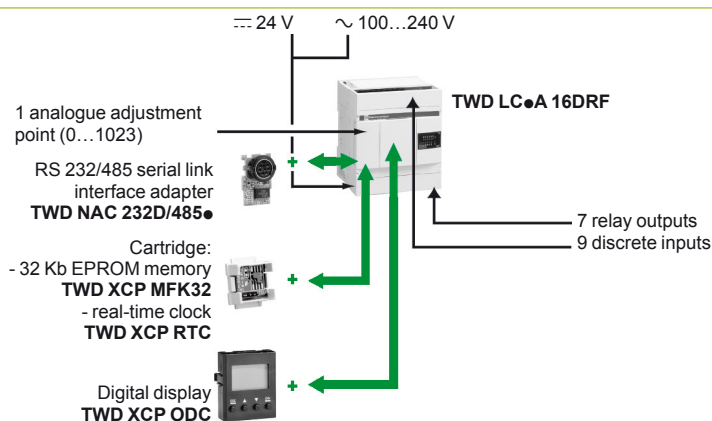 ⎓ 24 V
∼ 100…240 V
TWD LC●A 16DRF
1 analogue adjustment
point (0…1023)
RS 232/485 serial link
interface adapter
TWD NAC 232D/485●
7 relay outputs
9 discrete inputs
Cartridge:
- 32 Kb EPROM memory
TWD XCP MFK32
- real-time clock
TWD XCP RTC
Digital display
TWD XCP ODC